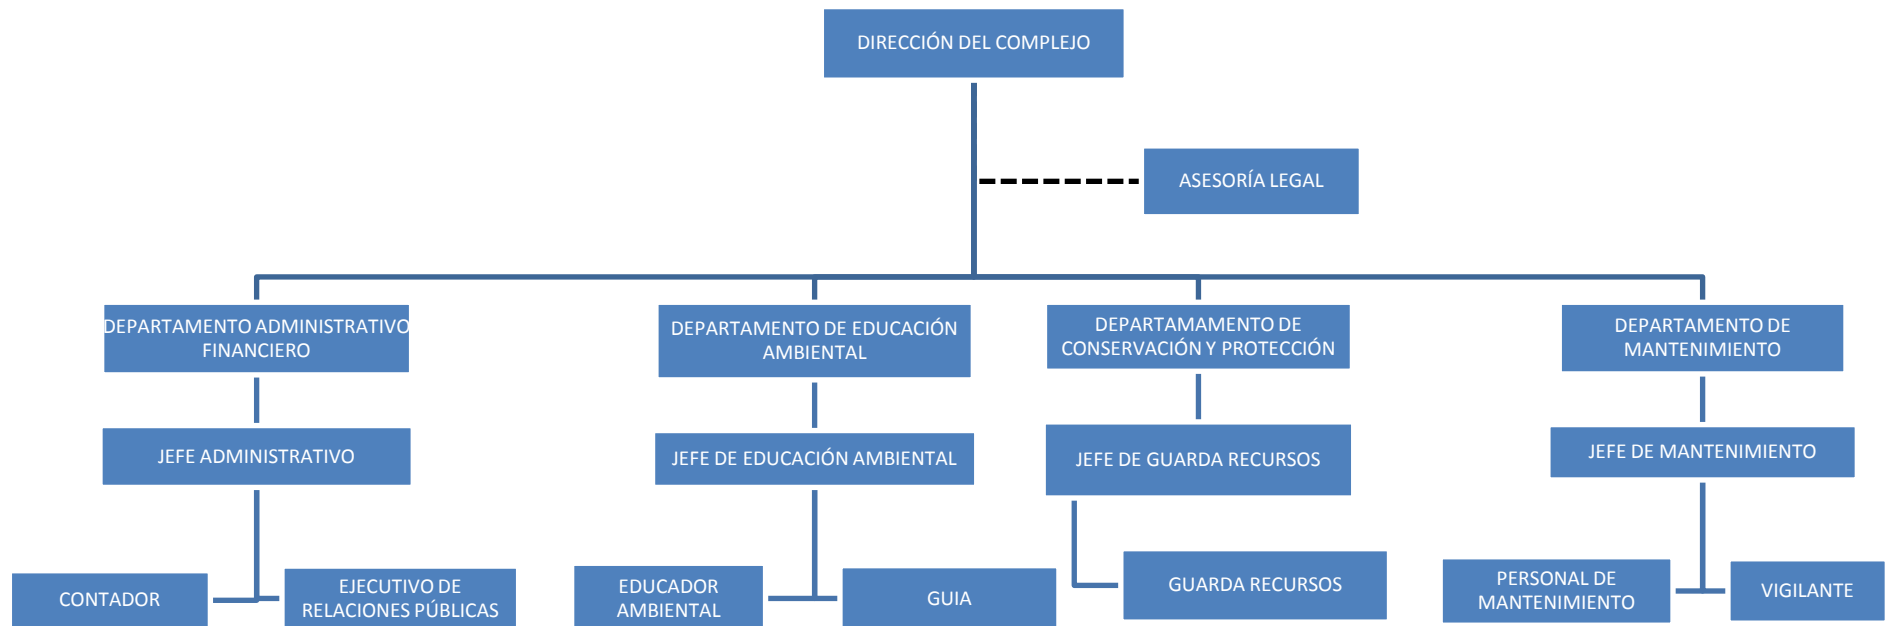 DIRECCIÓN DEL COMPLEJO
ASESORÍA LEGAL
DEPARTAMENTO ADMINISTRATIVO
FINANCIERO
DEPARTAMENTO DE EDUCACIÓN
AMBIENTAL
DEPARTAMAMENTO DE
CONSERVACIÓN Y PROTECCIÓN
DEPARTAMENTO DE
MANTENIMIENTO
JEFE ADMINISTRATIVO
JEFE DE EDUCACIÓN AMBIENTAL
JEFE DE GUARDA RECURSOS
JEFE DE MANTENIMIENTO
CONTADOR
EJECUTIVO DE
RELACIONES PÚBLICAS
EDUCADOR
AMBIENTAL
GUIA
GUARDA RECURSOS
PERSONAL DE
MANTENIMIENTO
VIGILANTE